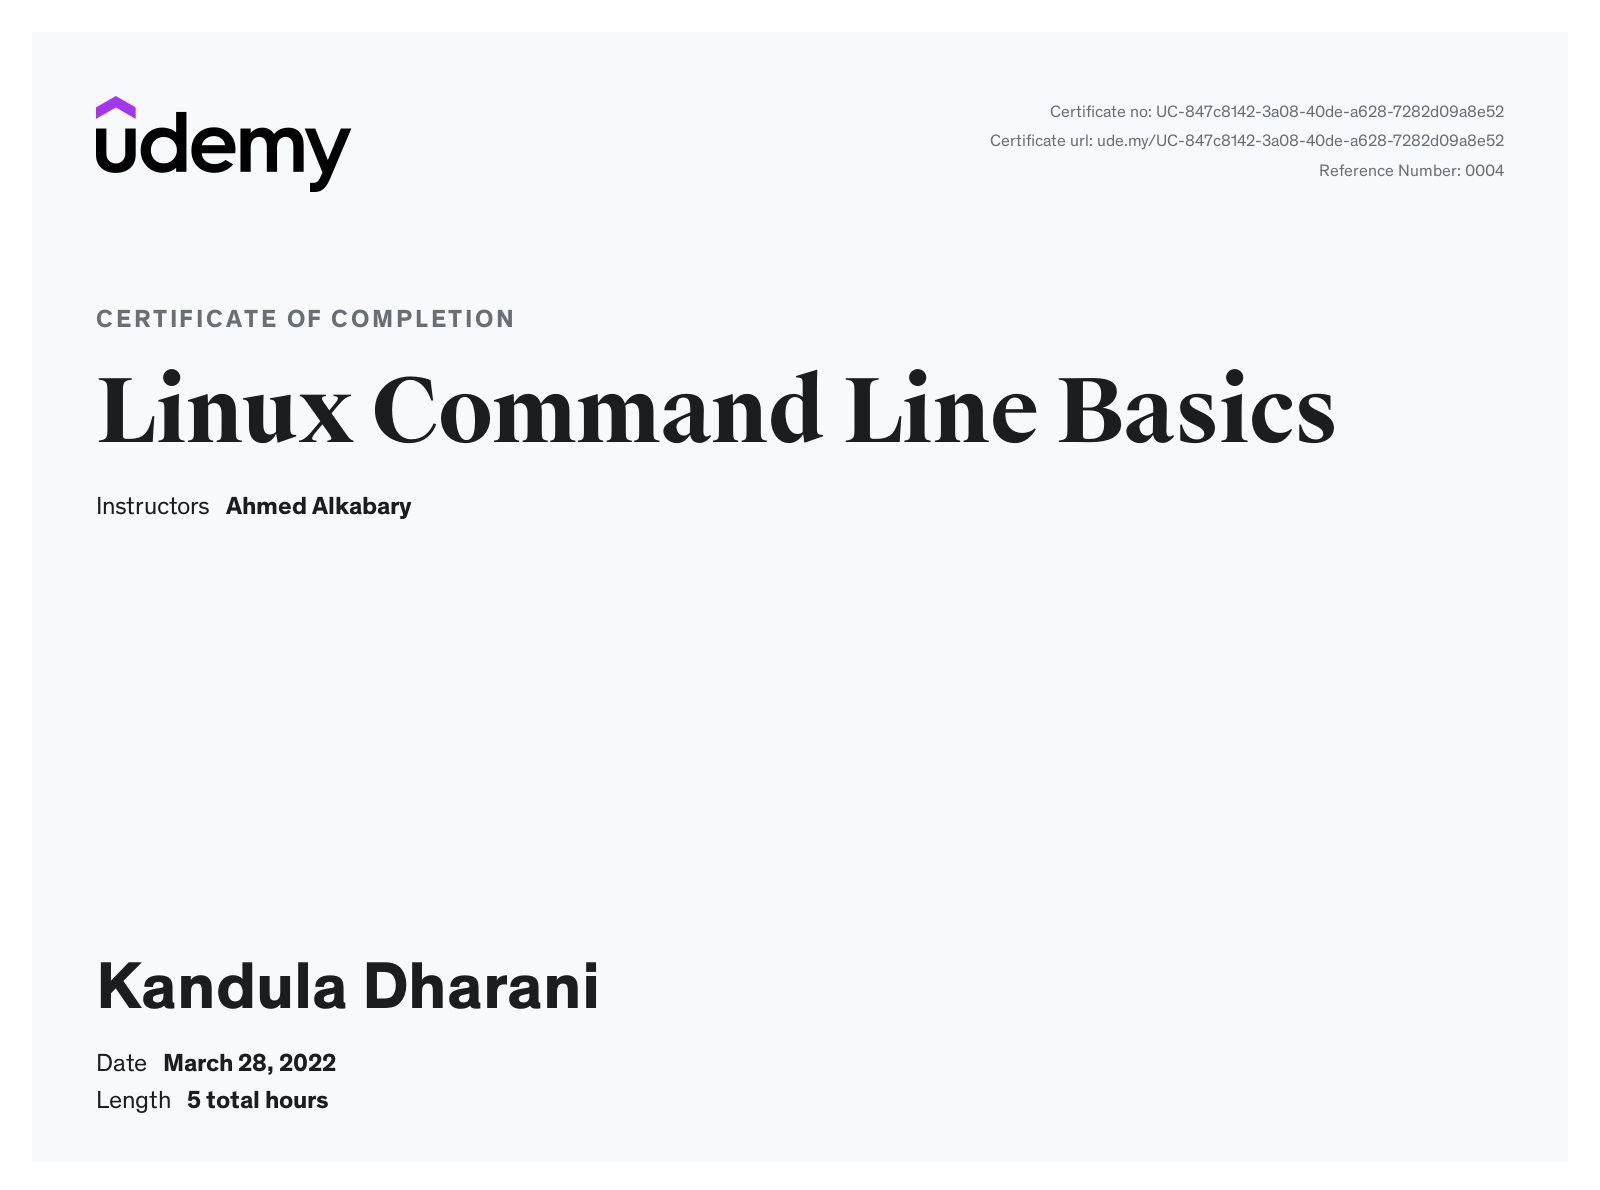 udemy
Certificate no: UC-847c8142-3a08-40de-a628-7282d09a8e52
Certificate url: ude.my/UC-847c8142-3a08-40de-a628-7282d09a8e52
Reference Number: 0004
CERTIFICATE OF COMPLETION
Linux Command Line Basics
Instructors Ahmed Alkabary
Kandula Dharani
Date March 28, 2022
Length 5 total hours